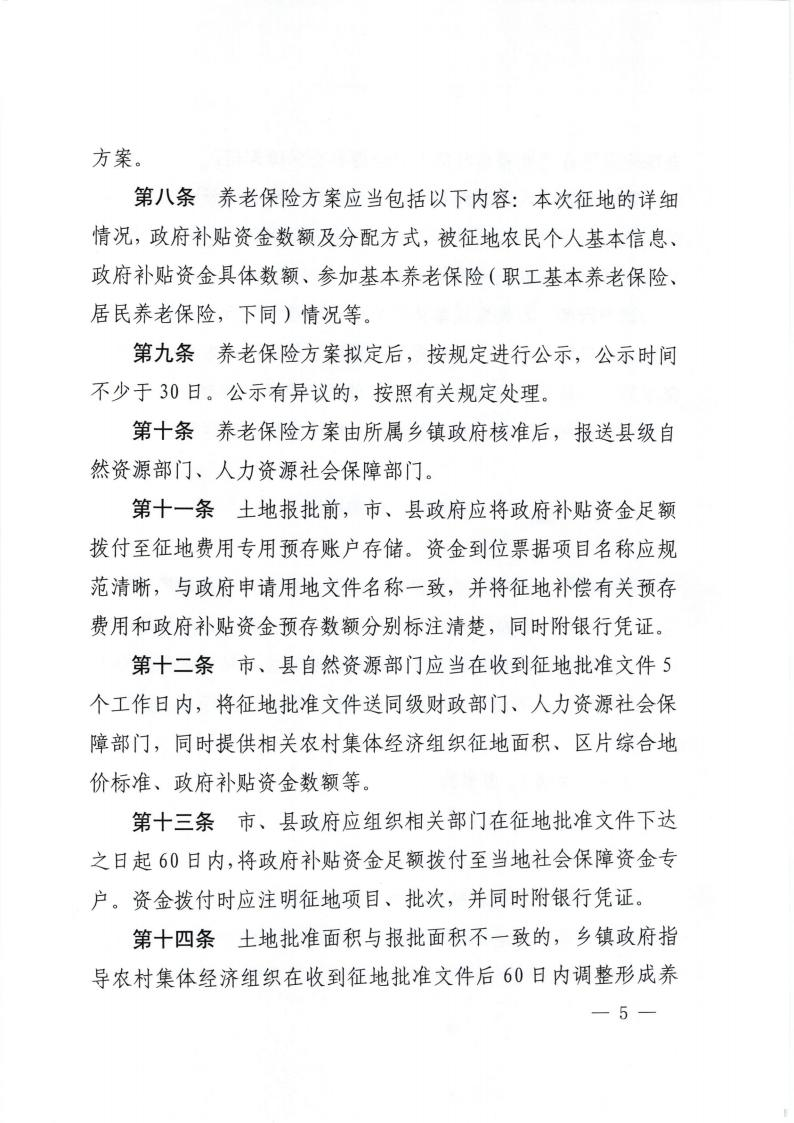 方案。
第八条 养老保险方案应当包括以下内容：本次征地的详细
情况，政府补贴资金数额及分配方式，被征地农民个人基本信息、
政府补贴资金具体数额、参加基本养老保险（职工基本养老保险、
居民养老保险，下同）情况等。
第九条 养老保险方案拟定后，按规定进行公示，公示时间
不少于 30 日。公示有异议的，按照有关规定处理。
第十条 养老保险方案由所属乡镇政府核准后，报送县级自
然资源部门、人力资源社会保障部门。
第十一条 土地报批前，市、县政府应将政府补贴资金足额
拨付至征地费用专用预存账户存储。资金到位票据项目名称应规
范清晰，与政府申请用地文件名称一致，并将征地补偿有关预存
费用和政府补贴资金预存数额分别标注清楚，同时附银行凭证。
第十二条 市、县自然资源部门应当在收到征地批准文件 5
个工作日内，将征地批准文件送同级财政部门、人力资源社会保
障部门，同时提供相关农村集体经济组织征地面积、区片综合地
价标准、政府补贴资金数额等。
第十三条 市、县政府应组织相关部门在征地批准文件下达
之日起 60 日内，将政府补贴资金足额拨付至当地社会保障资金专
户。资金拨付时应注明征地项目、批次，并同时附银行凭证。
第十四条 土地批准面积与报批面积不一致的，乡镇政府指
导农村集体经济组织在收到征地批准文件后 60 日内调整形成养
— 5 —